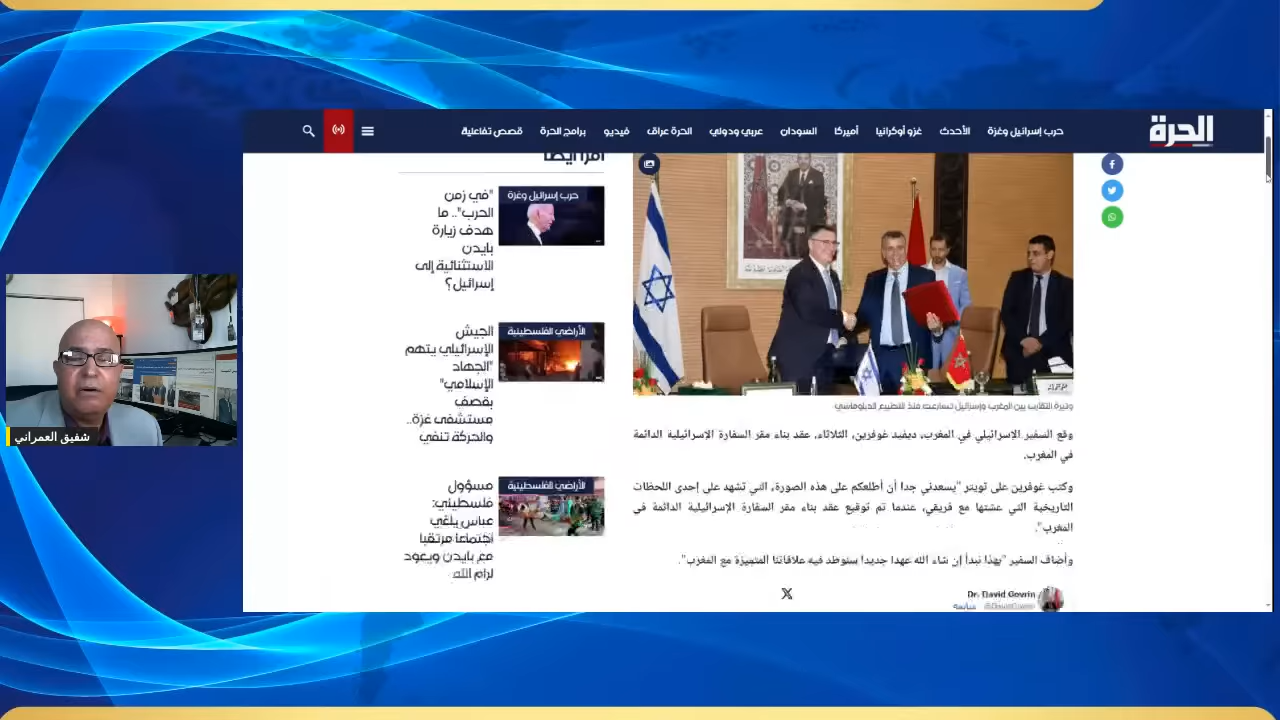 الحرة
حرب إسرائيل وغزة
الأحدث
غزو أوكرانيا
أميركا
السودان
عربي ودولي
الحرة عراق
فيديو
برامج الحرة
قصص تفاعلية
وتيرة التقارب بين المغرب وإسرائيل تسارعت منذ التطبيع الدبلوماسي
وقع السفير الإسرائيلي في المغرب، ديفيد غوفرين، الثلاثاء، عقد بناء مقر السفارة الإسرائيلية الدائمة
في المغرب.
وكتب غوفرين على تويتر "يسعدني جدا أن أطلعكم على هذه الصورة، التي تشهد على إحدى اللحظات
التاريخية التي عشتها مع فريقي، عندما تم توقيع عقد بناء مقر السفارة الإسرائيلية الدائمة في
المغرب".
وأضاف السفير "بهذا نبدأ إن شاء الله عهدا جديدا سنوطد فيه علاقاتنا المتميزة مع المغرب".
Dr. David Govrin
متابعة
اقرأ أيضا
حرب إسرائيل وغزة
"في زمن
الحرب".. ما
هدف زيارة
بايدن
الاستثنائية إلى
إسرائيل؟
الأراضي الفلسطينية
الجيش
الإسرائيلي يتهم
"الجهاد
الإسلامي"
بقصف
مستشفى غزة..
والحركة تنفي
الأراضي الفلسطينية
مسؤول
فلسطيني:
عباس يلغي
اجتماعا مرتقبا
مع بايدن ويعود
لرام الله
شفيق العمراني